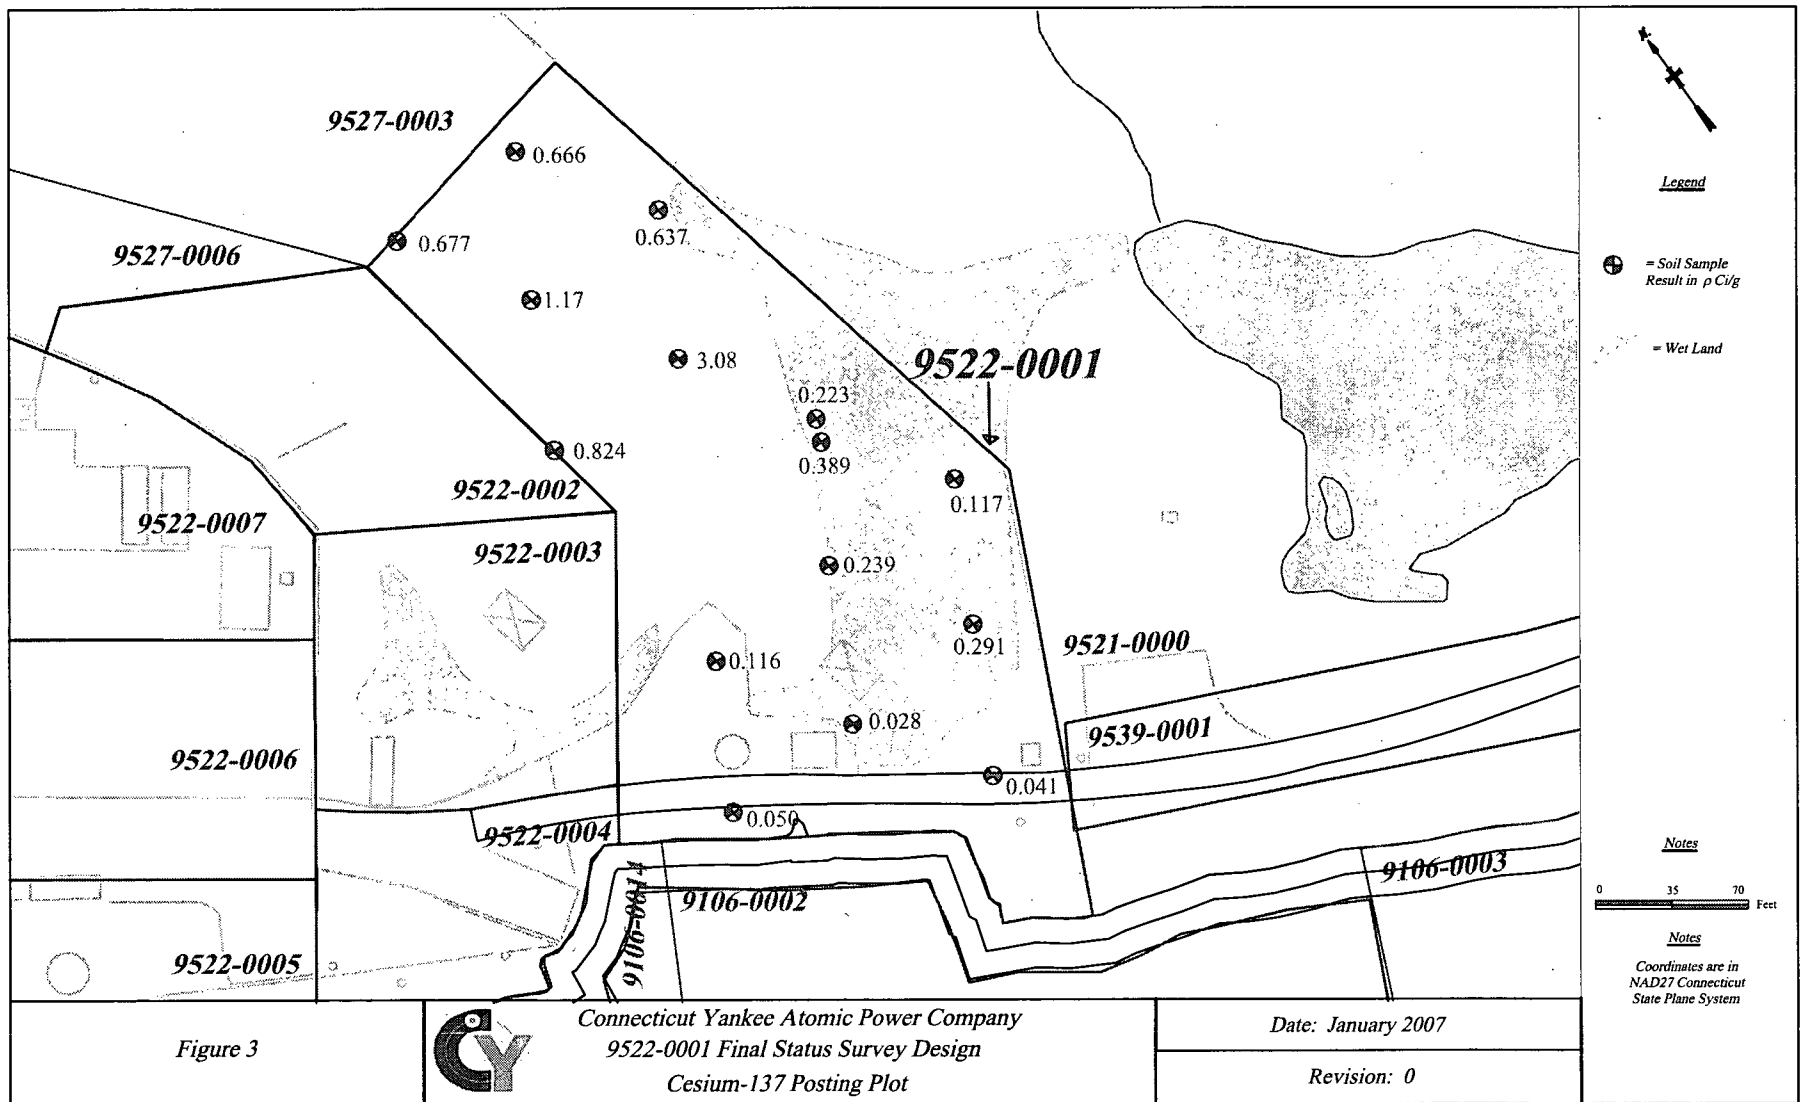 9527-0003
0.666
N
Legend
0.637
0.677
9527-0006
= Soil Sample
Result in ρ Ci/g
1.17
= Wet Land
3.08
9522-0001
0.223
0.824
0.389
9522-0002
0.117
9522-0007
9522-0003
0.239
0.291
9521-0000
0.116
0.028
9539-0001
9522-0006
0.041
0.050
9522-0004
Notes
9106-0003
0 35 70
Feet
9106-0002
Notes
9522-0005
Coordinates are in
NAD27 Connecticut
State Plane System
Figure 3
CY
Connecticut Yankee Atomic Power Company
9522-0001 Final Status Survey Design
Cesium-137 Posting Plot
Date: January 2007
Revision: 0